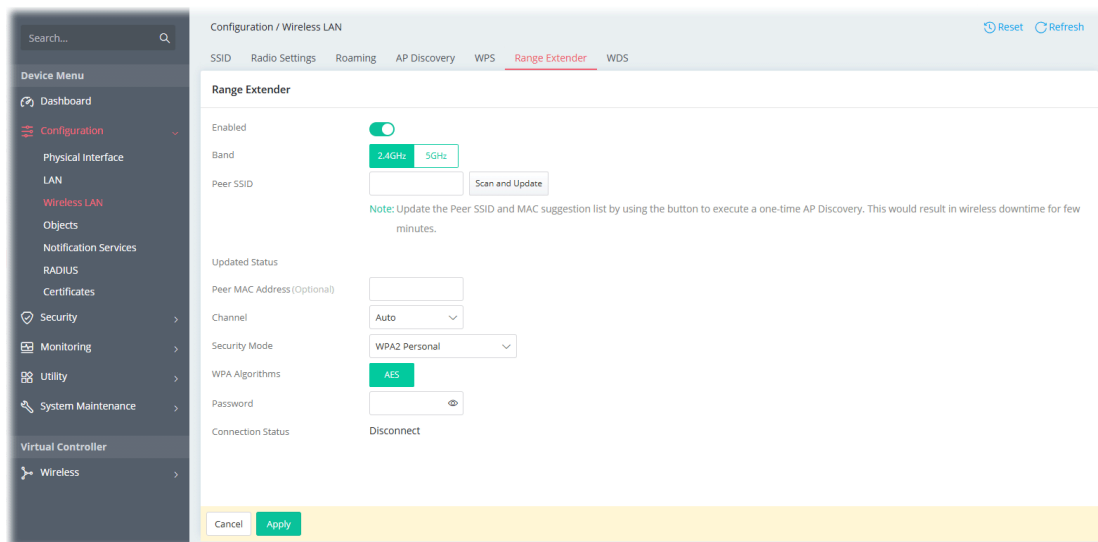 Search...
Device Menu
Dashboard
Configuration
Physical Interface
LAN
Wireless LAN
Objects
Notification Services
RADIUS
Certificates
Security
Monitoring
Utility
System Maintenance
Virtual Controller
Wireless
Configuration / Wireless LAN
Reset Refresh
SSID Radio Settings Roaming AP Discovery WPS Range Extender WDS
Range Extender
Enabled
Band 2.4GHz 5GHz
Peer SSID Scan and Update
Note: Update the Peer SSID and MAC suggestion list by using the button to execute a one-time AP Discovery. This would result in wireless downtime for few
minutes.
Updated Status
Peer MAC Address (Optional)
Channel Auto
Security Mode WPA2 Personal
WPA Algorithms AES
Password
Connection Status Disconnect
Cancel Apply